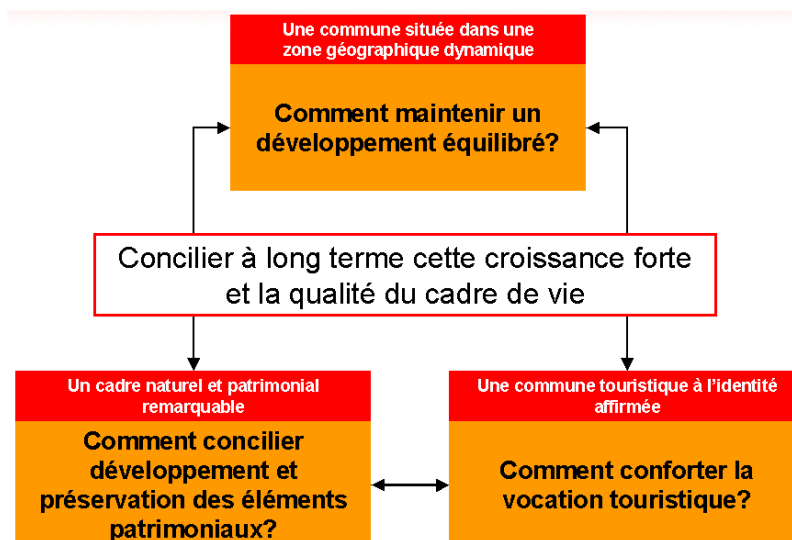 Une commune située dans une
zone géographique dynamique
Comment maintenir un
développement équilibré?
Concilier à long terme cette croissance forte
et la qualité du cadre de vie
Un cadre naturel et patrimonial
remarquable
Comment concilier
développement et
préservation des éléments
patrimoniaux?
Une commune touristique à l’identité
affirmée
Comment conforter la
vocation touristique?